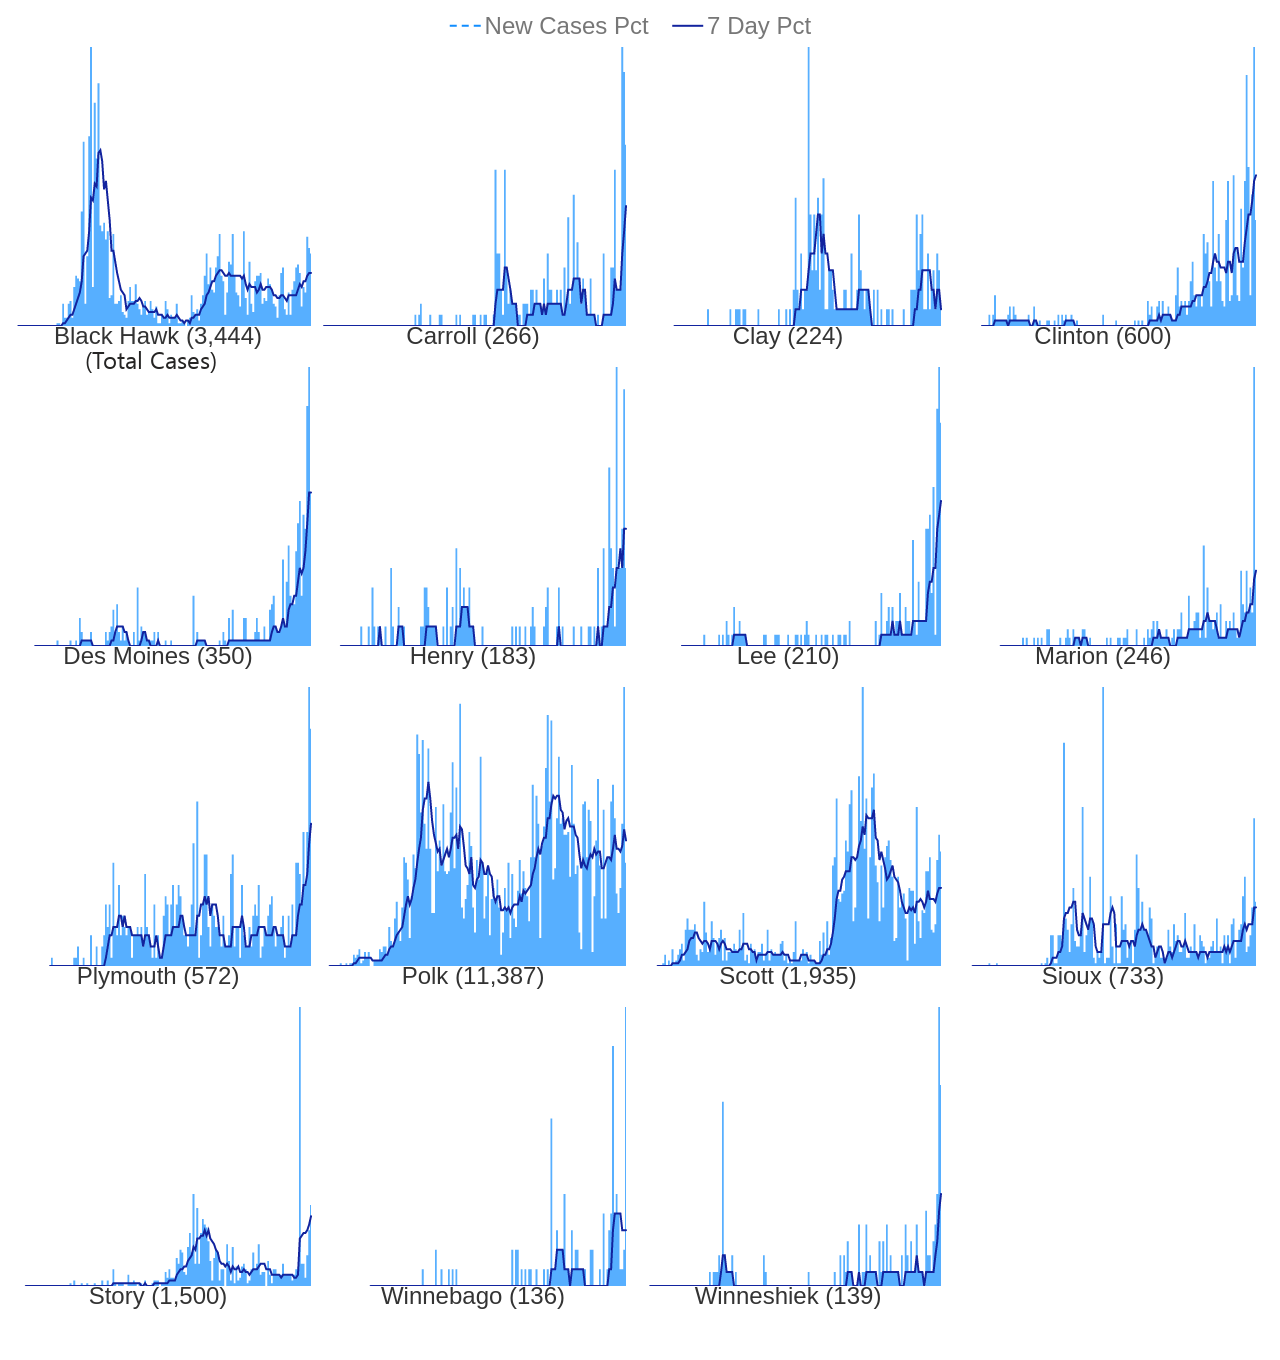 New Cases Pct 7 Day Pct
Black Hawk (3,444) Carroll (266) Clay (224) Clinton (600)
(Total Cases)
Des Moines (350) Henry (183) Lee (210) Marion (246)
Plymouth (572) Polk (11,387) Scott (1,935) Sioux (733)
Story (1,500) Winnebago (136) Winneshiek (139)